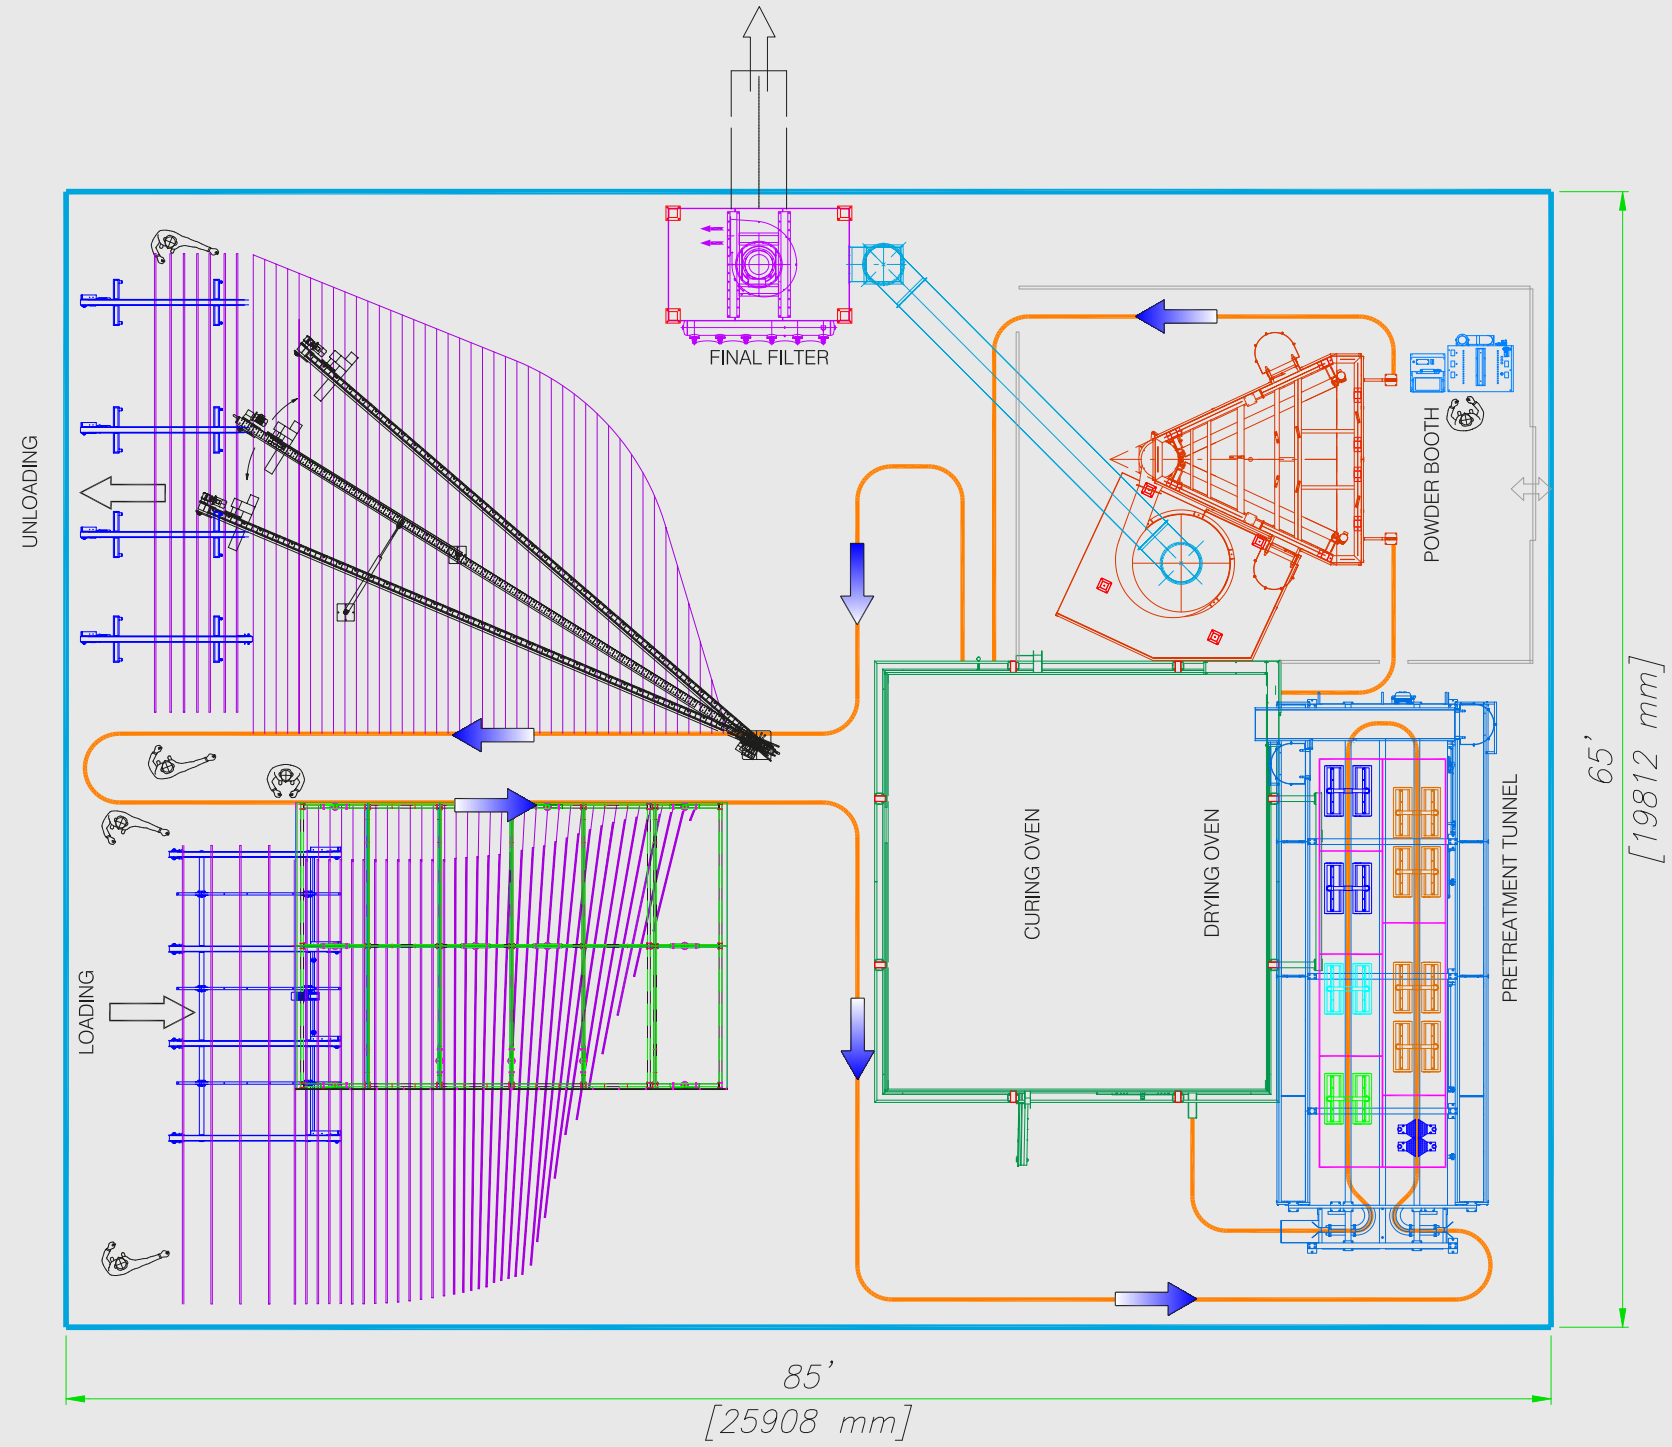 FINAL FILTER
UNLOADING
POWDER BOOTH
65'
[19812 mm]
CURING OVEN
DRYING OVEN
PRETREATMENT TUNNEL
LOADING
85'
[25908 mm]